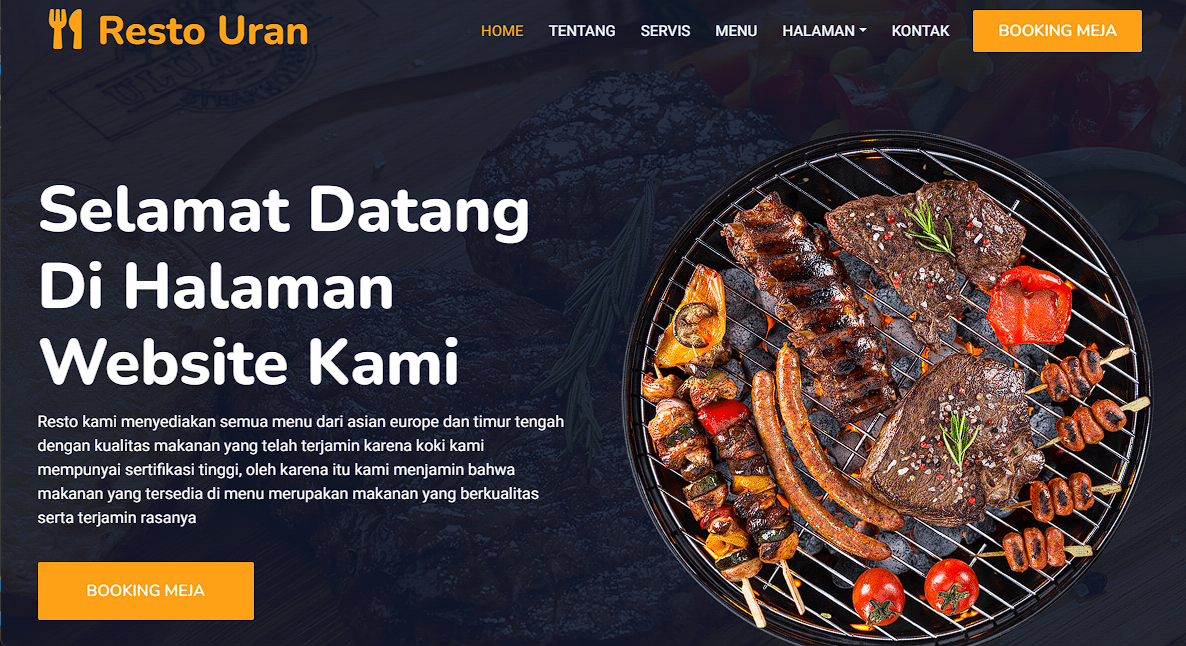 Resto Uran
HOME TENTANG SERVIS MENU HALAMAN KONTAK BOOKING MEJA
Selamat Datang
Di Halaman
Website Kami
Resto kami menyediakan semua menu dari asian europe dan timur tengah
dengan kualitas makanan yang telah terjamin karena koki kami
mempunyai sertifikasi tinggi, oleh karena itu kami menjamin bahwa
makanan yang tersedia di menu merupakan makanan yang berkualitas
serta terjamin rasanya
BOOKING MEJA